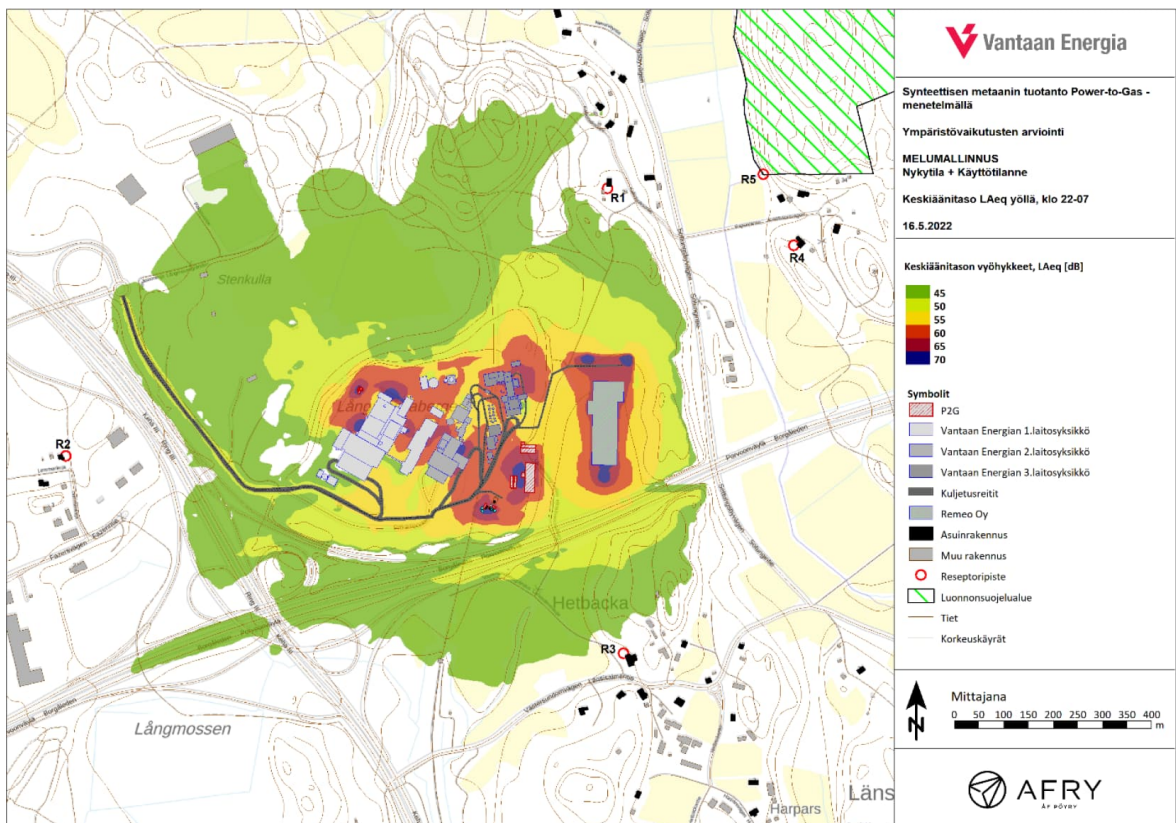 Vantaan Energia
Synteettisen metaanin tuotanto Power-to-Gas -
menetelmällä
Ympäristövaikutusten arviointi
MELUMALLINNUS
Nykytila + Käyttötilanne
Keskiäänitaso LAeq yöllä, klo 22-07
16.5.2022
Keskiäänitason vyöhykkeet, LAeq [dB]
45
50
55
60
65
70
Symbolit
P2G
Vantaan Energian 1.laitosyksikkö
Vantaan Energian 2.laitosyksikkö
Vantaan Energian 3.laitosyksikkö
Kuljetusreitit
Remeo Oy
Asuinrakennus
Muu rakennus
Reseptoripiste
Luonnonsuojelualue
Tiet
Korkeuskäyrät
Mittajana
0 50 100 150 200 250 300 350 400
m
N
AFRY
ÅF PÖYRY
R1
R5
R4
Stenkulla
R2
Hetbacka
R3
Långmossen
Läns
Harpars